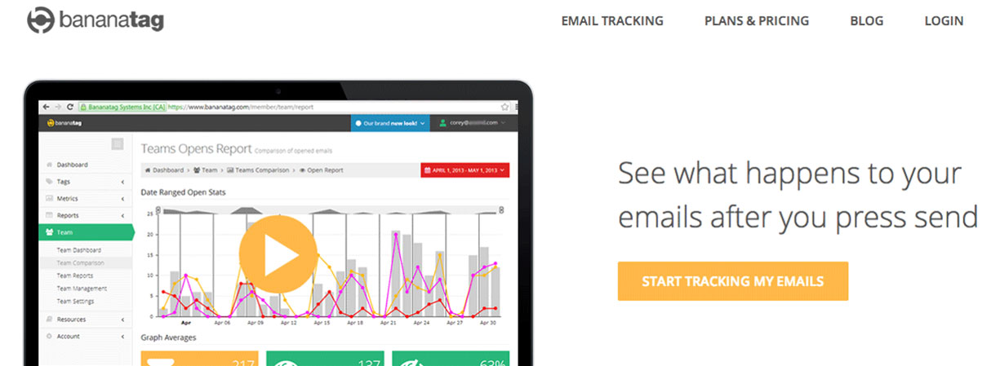 bananatag
EMAIL TRACKING PLANS & PRICING BLOG LOGIN
Bananatag Systems Inc [CA] https://www.bananatag.com/member/team/report
bananatag
Our brand new look!
Teams Opens Report Comparison of opened emails
Dashboard
Tags
Metrics
Reports
Team
Team Dashboard
Team Comparison
Team Reports
Team Management
Team Settings
Resources
Account
Dashboard > Team > Teams Comparison > Open Report
APRIL 1, 2013 - MAY 1, 2013
Date Ranged Open Stats
25
20
15
10
5
0
Apr Apr 06 Apr 09 Apr 12 Apr 15 Apr 18 Apr 21 Apr 24 Apr 27 Apr 30
Graph Averages
217 137 63%
See what happens to your
emails after you press send
START TRACKING MY EMAILS